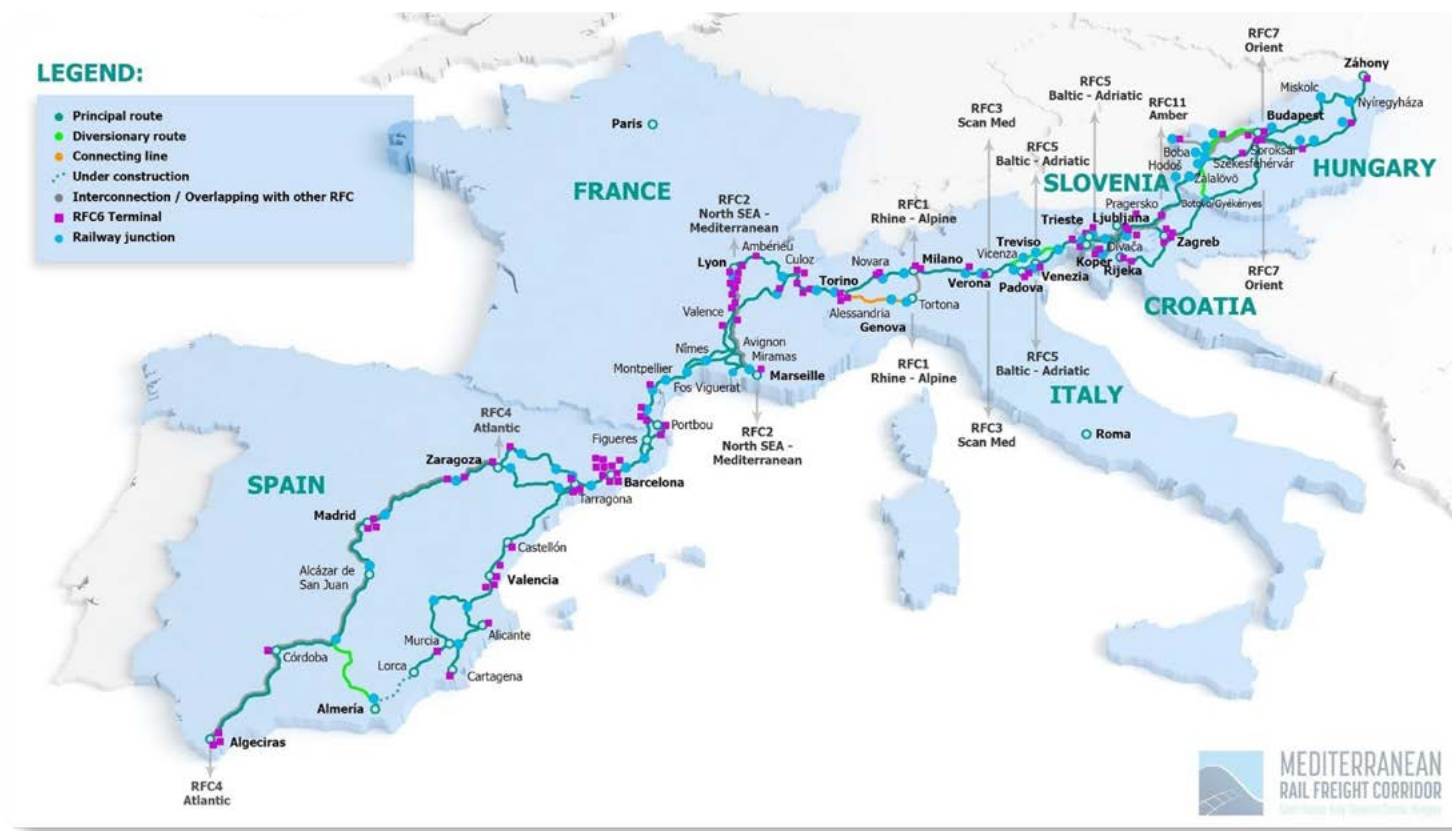 LEGEND:
Principal route
Diversionary route
Connecting line
Under construction
Interconnection / Overlapping with other RFC
RFC6 Terminal
Railway junction
Paris
FRANCE
RFC2
North SEA -
Mediterranean
Ambérieu
Lyon
Culoz
Valence
Nîmes
Avignon
Miramas
Montpellier
Marseille
Fos Viguerat
RFC2
North SEA -
Mediterranean
Portbou
Figueres
RFC4
Atlantic
Zaragoza
Barcelona
Tarragona
SPAIN
Madrid
Castellón
Alcázar de
San Juan
Valencia
Murcia
Alicante
Córdoba
Lorca
Cartagena
Almería
Algeciras
RFC4
Atlantic
RFC1
Rhine - Alpine
Novara
Milano
Torino
Alessandria
Tortona
Genova
RFC1
Rhine - Alpine
RFC3
Scan Med
RFC5
Baltic - Adriatic
Vicenza
Treviso
Verona
Padova
Venezia
RFC5
Baltic - Adriatic
RFC3
Scan Med
ITALY
Roma
RFC5
Baltic - Adriatic
RFC11
Amber
RFC7
Orient
Záhony
Miskolc
Nyíregyháza
Budapest
Soroksár
Boba
Székesfehérvár
Hodoš
Zalalövő
HUNGARY
SLOVENIA
Botovo/Gyékényes
Pragersko
Trieste
Ljubljana
Divača
Zagreb
Koper
Rijeka
CROATIA
RFC7
Orient
MEDITERRANEAN
RAIL FREIGHT CORRIDOR